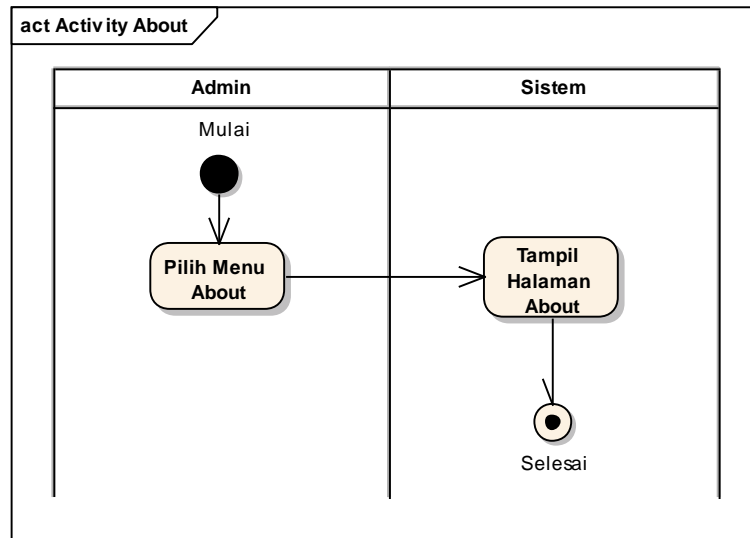 act Activity About
Admin
Sistem
Mulai
Pilih Menu
About
Tampil
Halaman
About
Selesai